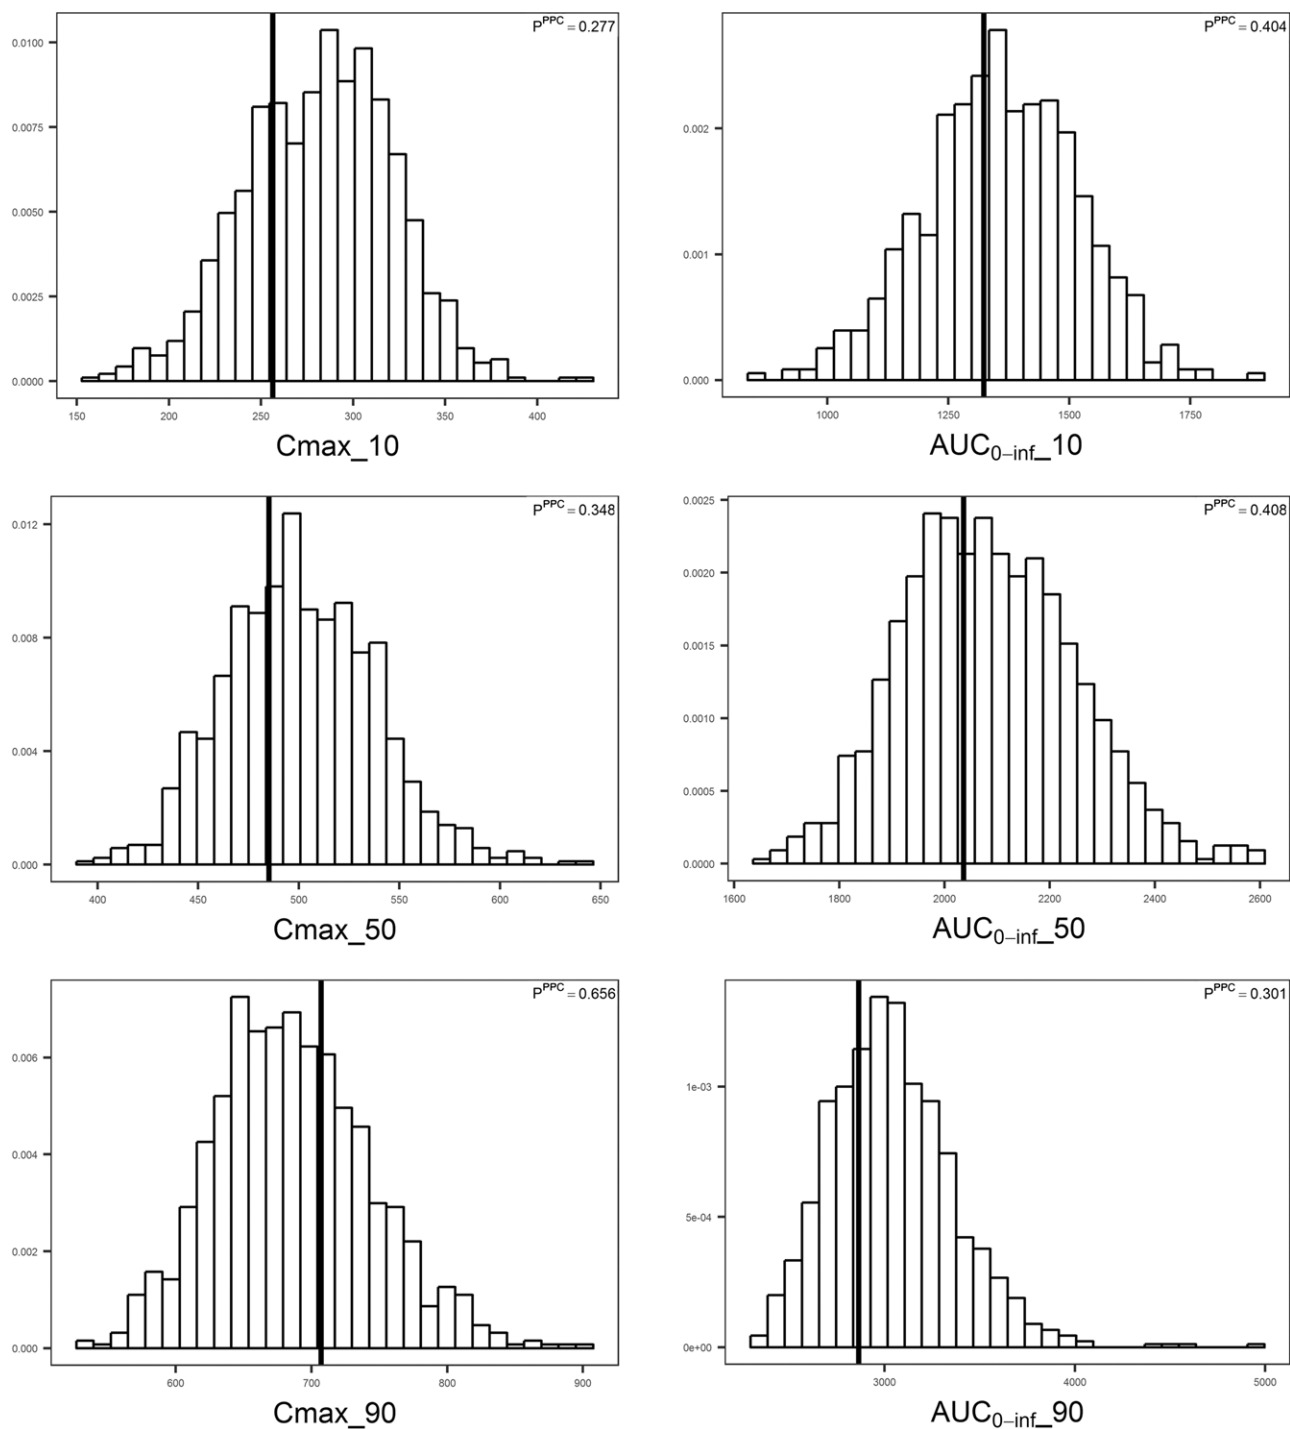 P^PPC = 0.277
0.0100
0.0075
0.0050
0.0025
0.0000
150 200 250 300 350 400
Cmax_10
P^PPC = 0.404
0.002
0.001
0.000
1000 1250 1500 1750
AUC0−inf_10
P^PPC = 0.348
0.012
0.008
0.004
0.000
400 450 500 550 600 650
Cmax_50
P^PPC = 0.408
0.0025
0.0020
0.0015
0.0010
0.0005
0.0000
1600 1800 2000 2200 2400 2600
AUC0−inf_50
P^PPC = 0.656
0.006
0.004
0.002
0.000
600 700 800 900
Cmax_90
P^PPC = 0.301
1e-03
5e-04
0e+00
3000 4000 5000
AUC0−inf_90